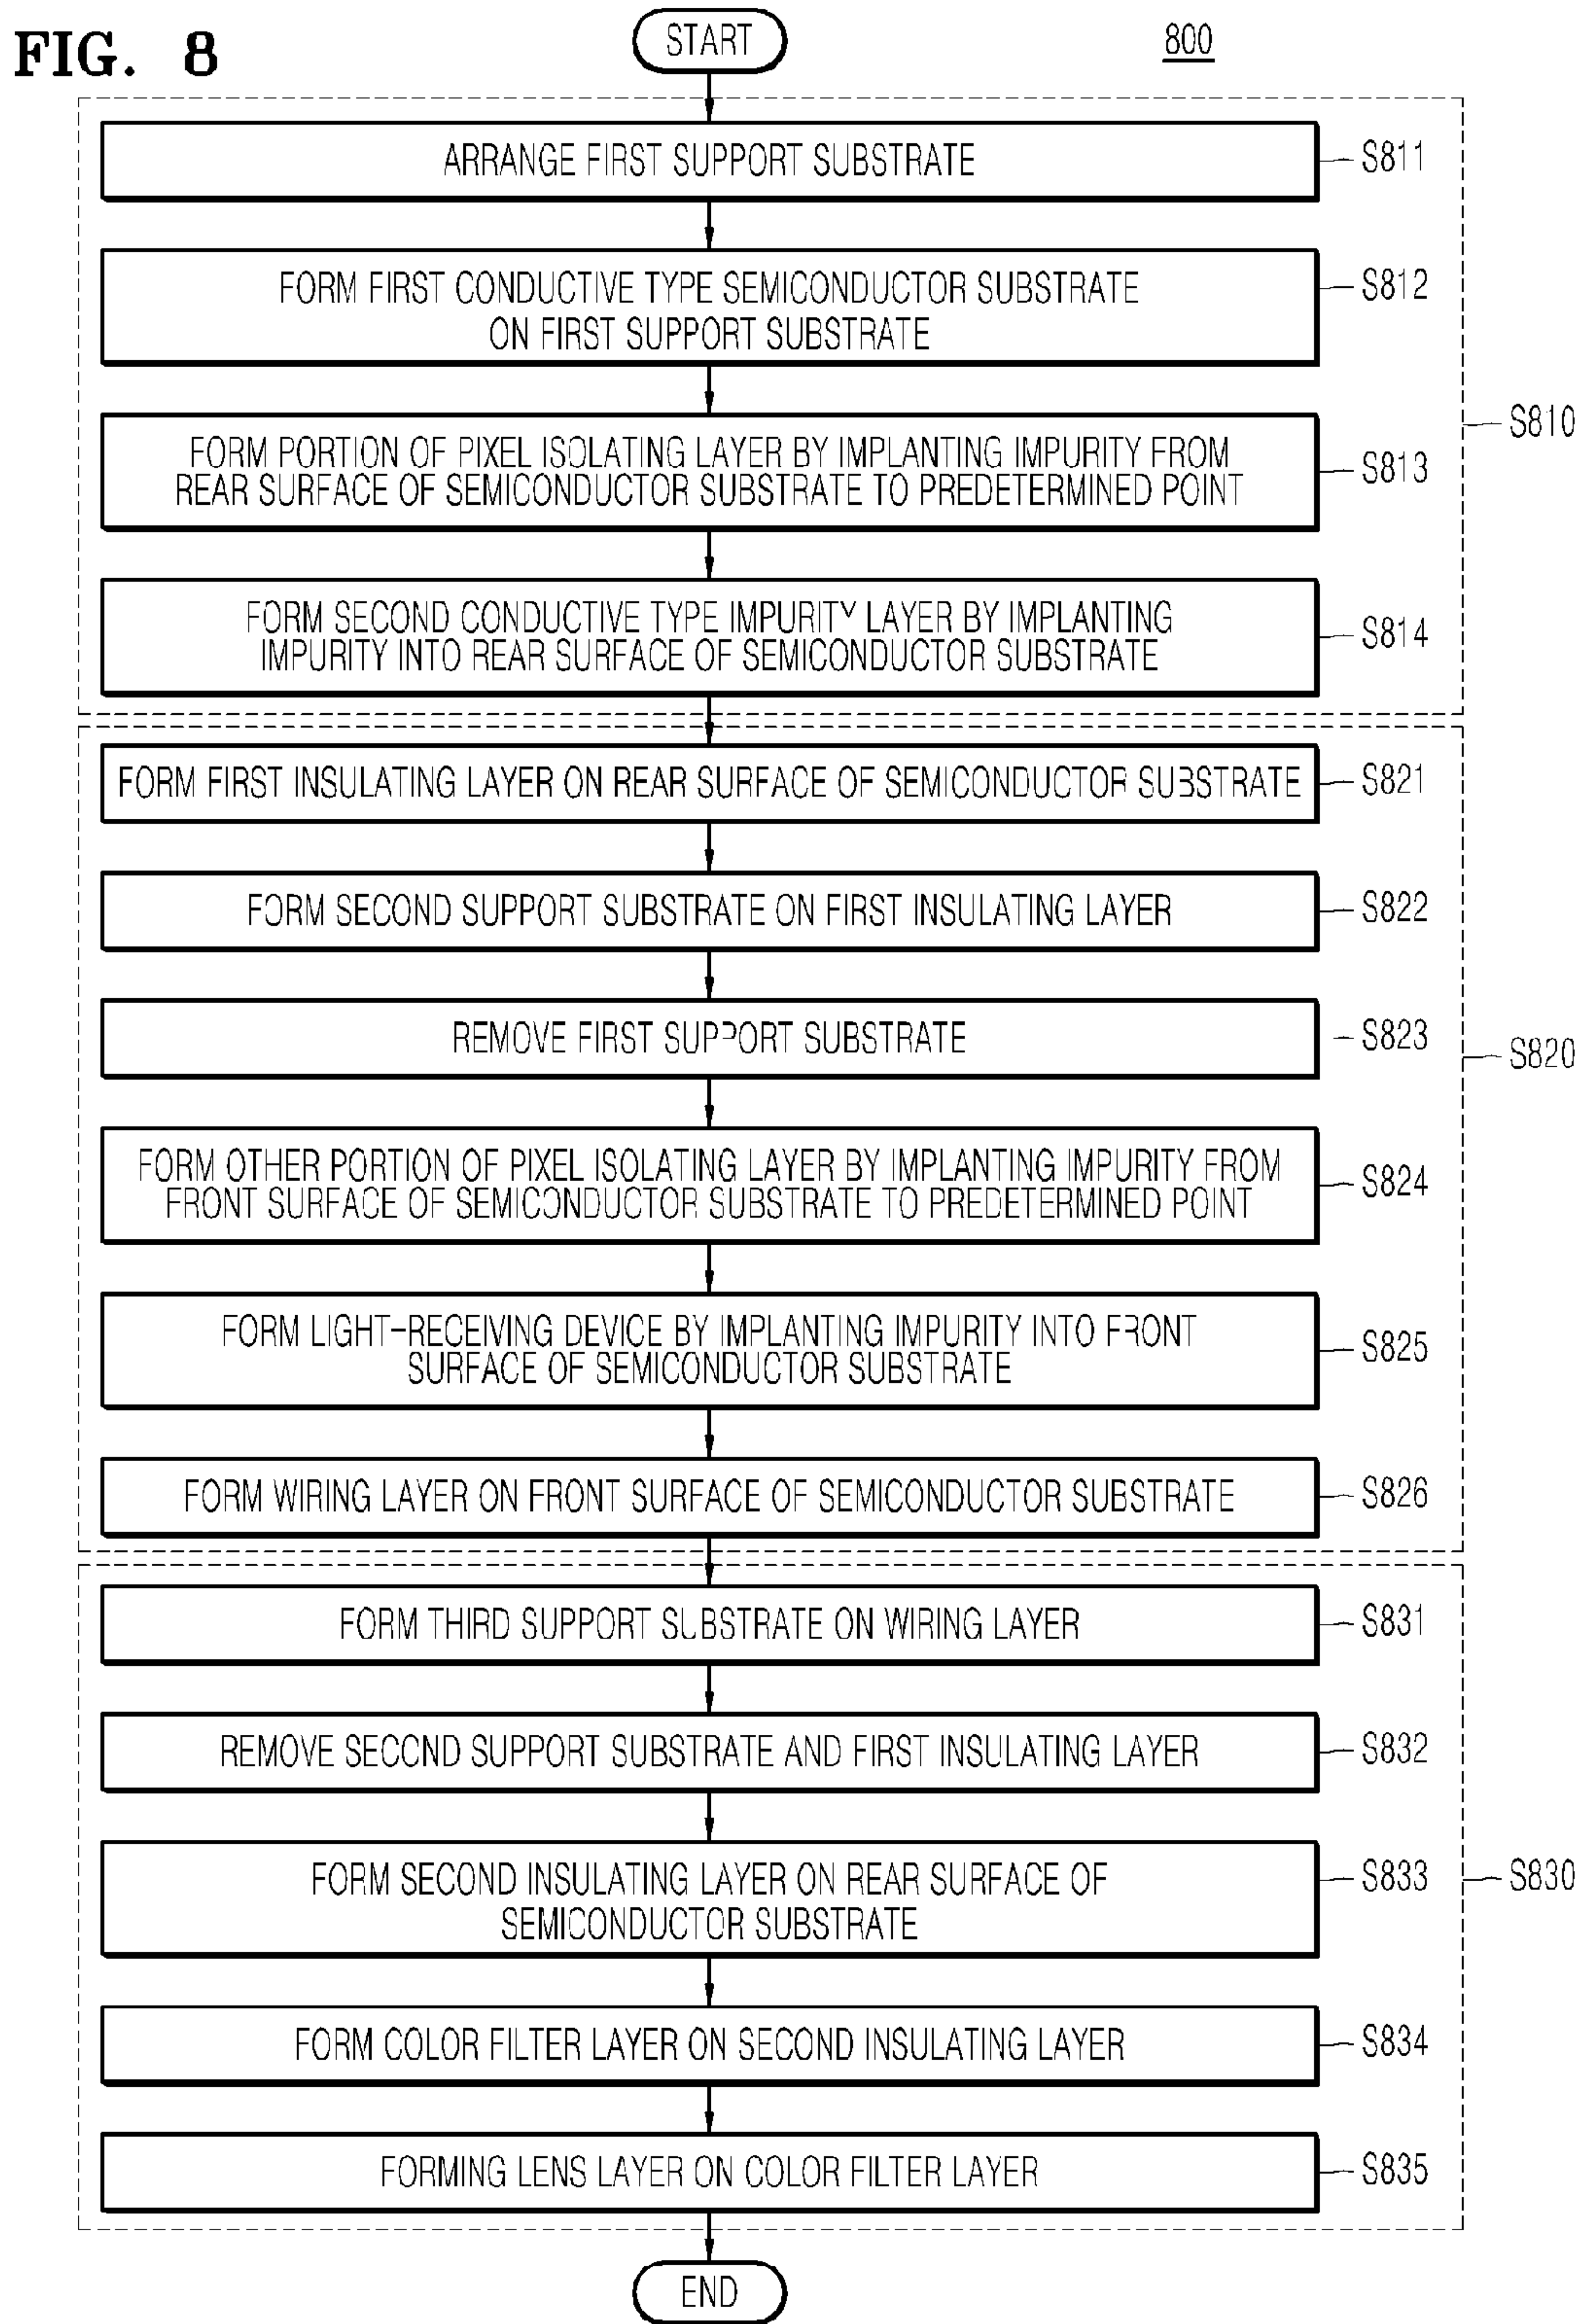 FIG. 8
START
800
ARRANGE FIRST SUPPORT SUBSTRATE
S811
FORM FIRST CONDUCTIVE TYPE SEMICONDUCTOR SUBSTRATE
ON FIRST SUPPORT SUBSTRATE
S812
FORM PORTION OF PIXEL ISOLATING LAYER BY IMPLANTING IMPURITY FROM
REAR SURFACE OF SEMICONDUCTOR SUBSTRATE TO PREDETERMINED POINT
S813
S810
FORM SECOND CONDUCTIVE TYPE IMPURITY LAYER BY IMPLANTING
IMPURITY INTO REAR SURFACE OF SEMICONDUCTOR SUBSTRATE
S814
FORM FIRST INSULATING LAYER ON REAR SURFACE OF SEMICONDUCTOR SUBSTRATE
S821
FORM SECOND SUPPORT SUBSTRATE ON FIRST INSULATING LAYER
S822
REMOVE FIRST SUPPORT SUBSTRATE
S823
S820
FORM OTHER PORTION OF PIXEL ISOLATING LAYER BY IMPLANTING IMPURITY FROM
FRONT SURFACE OF SEMICONDUCTOR SUBSTRATE TO PREDETERMINED POINT
S824
FORM LIGHT-RECEIVING DEVICE BY IMPLANTING IMPURITY INTO FRONT
SURFACE OF SEMICONDUCTOR SUBSTRATE
S825
FORM WIRING LAYER ON FRONT SURFACE OF SEMICONDUCTOR SUBSTRATE
S826
FORM THIRD SUPPORT SUBSTRATE ON WIRING LAYER
S831
REMOVE SECOND SUPPORT SUBSTRATE AND FIRST INSULATING LAYER
S832
FORM SECOND INSULATING LAYER ON REAR SURFACE OF
SEMICONDUCTOR SUBSTRATE
S833
S830
FORM COLOR FILTER LAYER ON SECOND INSULATING LAYER
S834
FORMING LENS LAYER ON COLOR FILTER LAYER
S835
END